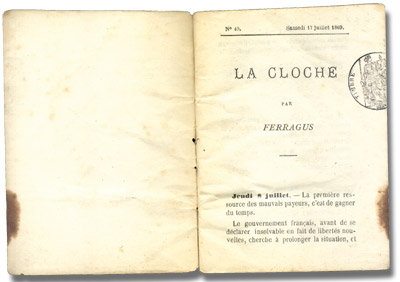 N° 49. Samedi 17 juillet 1869.
LA CLOCHE
PAR
FERRAGUS
TIMBRE
Jeudi 8 juillet. — La première res-
source des mauvais payeurs, c'est de gagner
du temps.
Le gouvernement français, avant de se
déclarer insolvable en fait de libertés nou-
velles, cherche à prolonger la situation, et